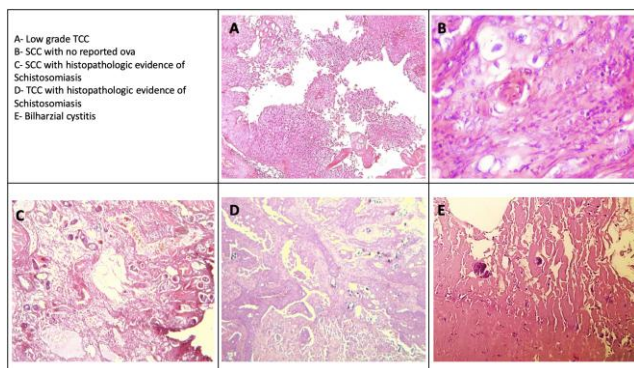 A- Low grade TCC
B- SCC with no reported ova
C- SCC with histopathologic evidence of
Schistosomiasis
D- TCC with histopathologic evidence of
Schistosomiasis
E- Bilharzial cystitis
A
B
C
D
E